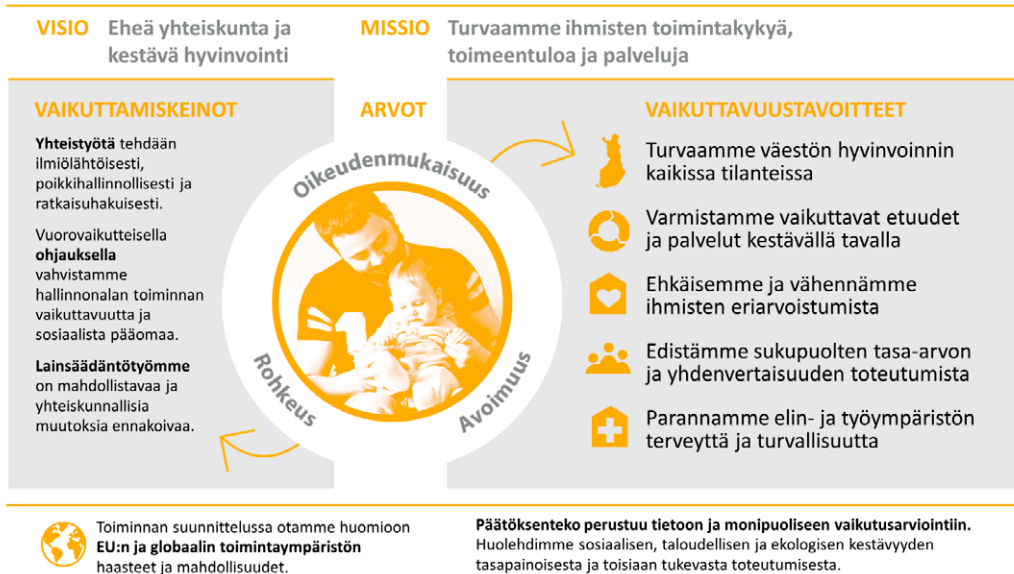 VISIO
Eheä yhteiskunta ja
kestävä hyvinvointi
MISSIO
Turvaamme ihmisten toimintakykyä,
toimeentuloa ja palveluja
VAIKUTTAMISKEINOT
Yhteistyötä tehdään
ilmiölähtöisesti,
poikkihallinnollisesti ja
ratkaisuhakuisesti.
Vuorovaikutteisella
ohjauksella
vahvistamme
hallinnonalan toiminnan
vaikuttavuutta ja
sosiaalista pääomaa.
Lainsäädäntötyömme
on mahdollistavaa ja
yhteiskunnallisia
muutoksia ennakoivaa.
ARVOT
Oikeudenmukaisuus
Rohkeus
Avoimuus
VAIKUTTAVUUSTAVOITTEET
Turvaamme väestön hyvinvoinnin
kaikissa tilanteissa
Varmistamme vaikuttavat etuudet
ja palvelut kestävällä tavalla
Ehkäisemme ja vähennämme
ihmisten eriarvoistumista
Edistämme sukupuolten tasa-arvon
ja yhdenvertaisuuden toteutumista
Parannamme elin- ja työympäristön
terveyttä ja turvallisuutta
Toiminnan suunnittelussa otamme huomioon
EU:n ja globaalin toimintaympäristön
haasteet ja mahdollisuudet.
Päätöksenteko perustuu tietoon ja monipuoliseen vaikutusarviointiin.
Huolehdimme sosiaalisen, taloudellisen ja ekologisen kestävyyden
tasapainoisesta ja toisiaan tukevasta toteutumisesta.